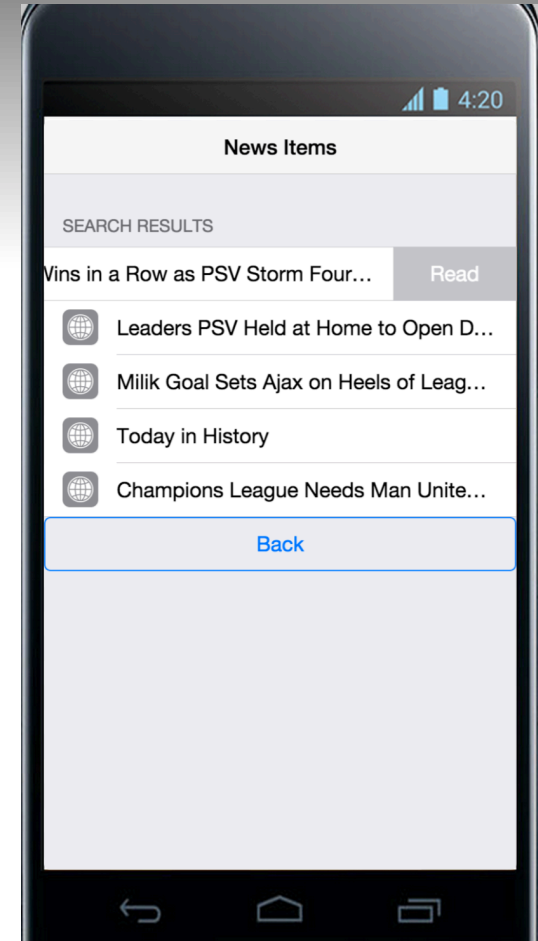 4:20
News Items
SEARCH RESULTS
Wins in a Row as PSV Storm Four... Read
Leaders PSV Held at Home to Open D...
Milik Goal Sets Ajax on Heels of Leag...
Today in History
Champions League Needs Man Unite...
Back